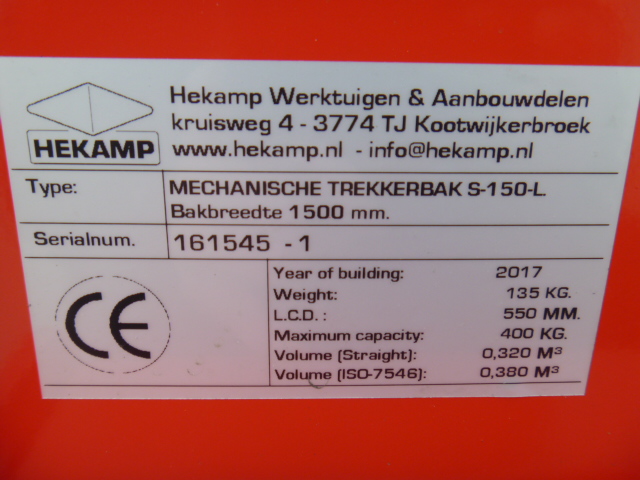 Hekamp Werktuigen & Aanbouwdelen
kruisweg 4 - 3774 TJ Kootwijkerbroek
HEKAMP
www.hekamp.nl - info@hekamp.nl
Type: MECHANISCHE TREKKERBAK S-150-L.
Bakbreedte 1500 mm.
Serialnum. 161545 -1
CE
Year of building: 2017
Weight: 135 KG.
L.C.D. : 550 MM.
Maximum capacity: 400 KG.
Volume (Straight): 0,320 M³
Volume (ISO-7546): 0,380 M³